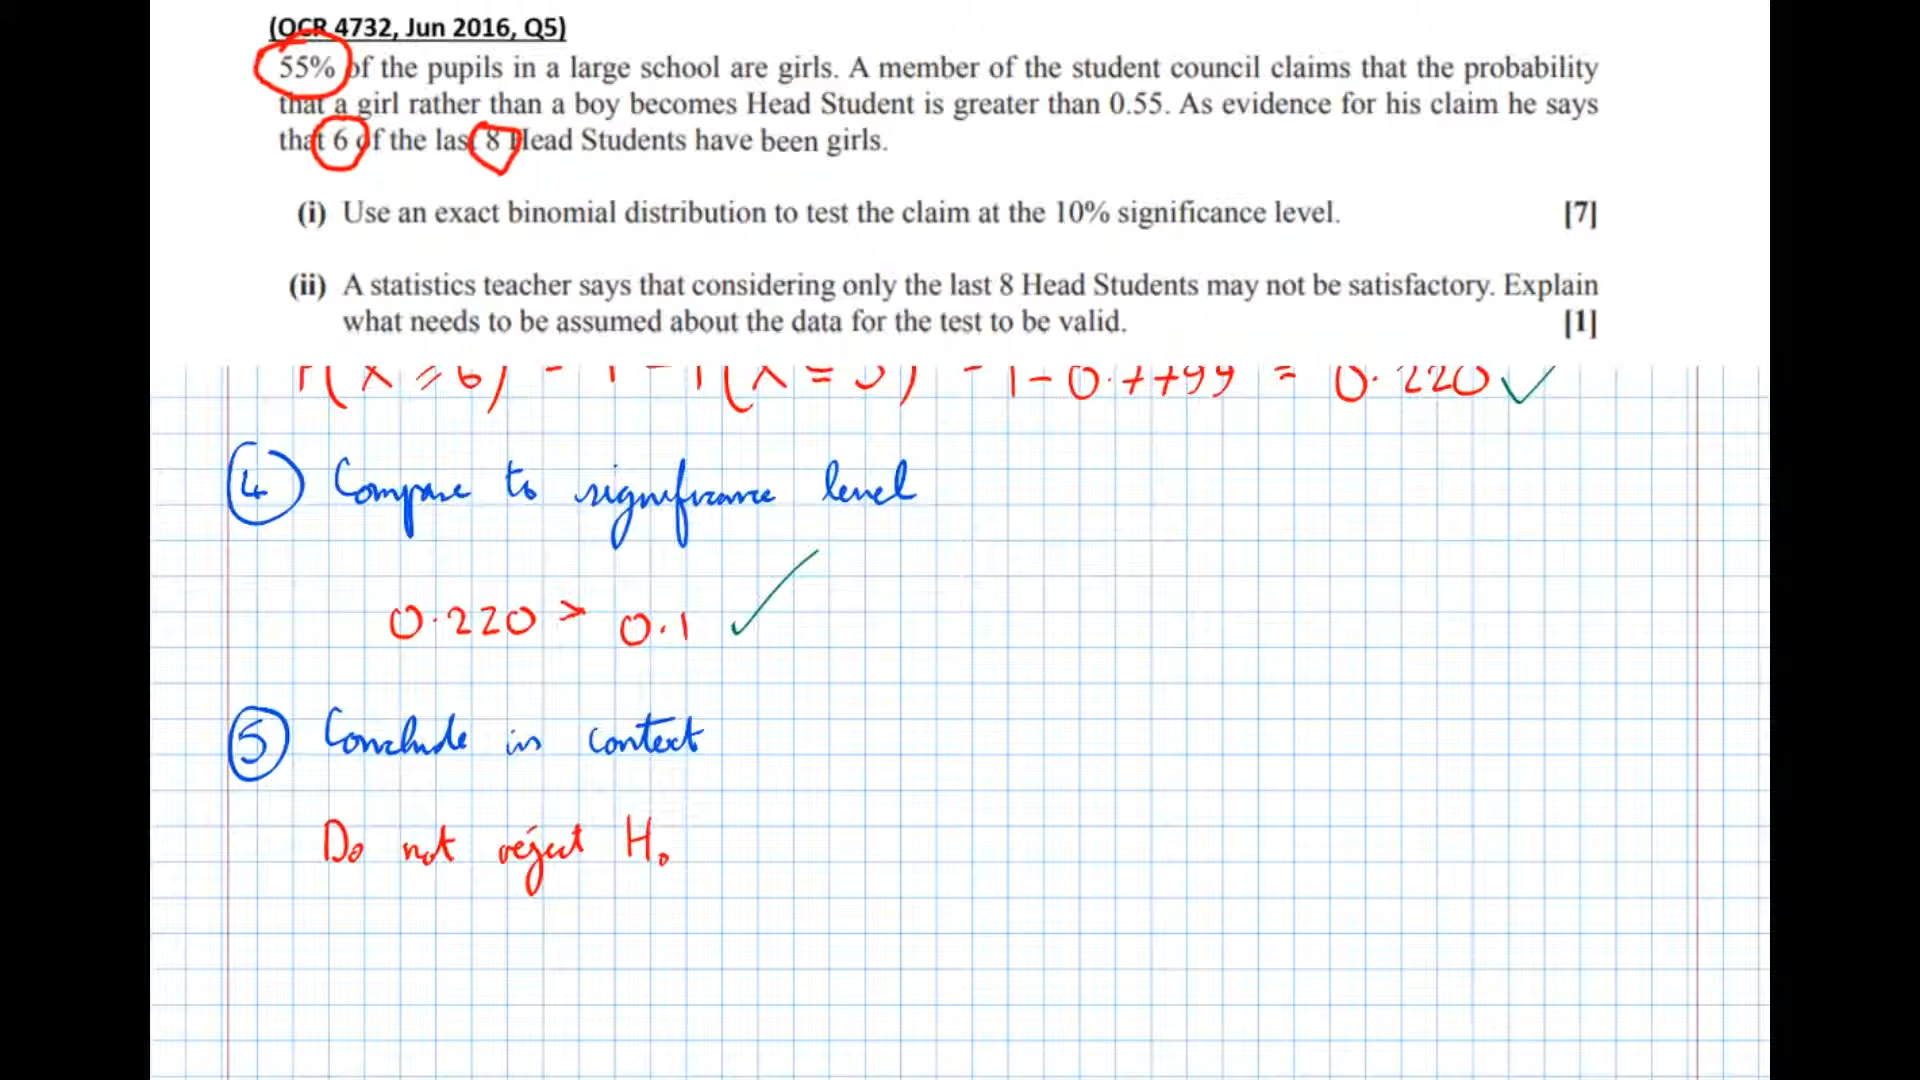 (OCR 4732, Jun 2016, Q5)
55% of the pupils in a large school are girls. A member of the student council claims that the probability
that a girl rather than a boy becomes Head Student is greater than 0.55. As evidence for his claim he says
that 6 of the last 8 Head Students have been girls.
(i) Use an exact binomial distribution to test the claim at the 10% significance level. [7]
(ii) A statistics teacher says that considering only the last 8 Head Students may not be satisfactory. Explain
what needs to be assumed about the data for the test to be valid. [1]
P(X ≥ 6) = 1 - P(X ≤ 5) = 1 - 0.7799 = 0.220 ✓
4 Compare to significance level
0.220 > 0.1 ✓
5 Conclude in context
Do not reject H₀